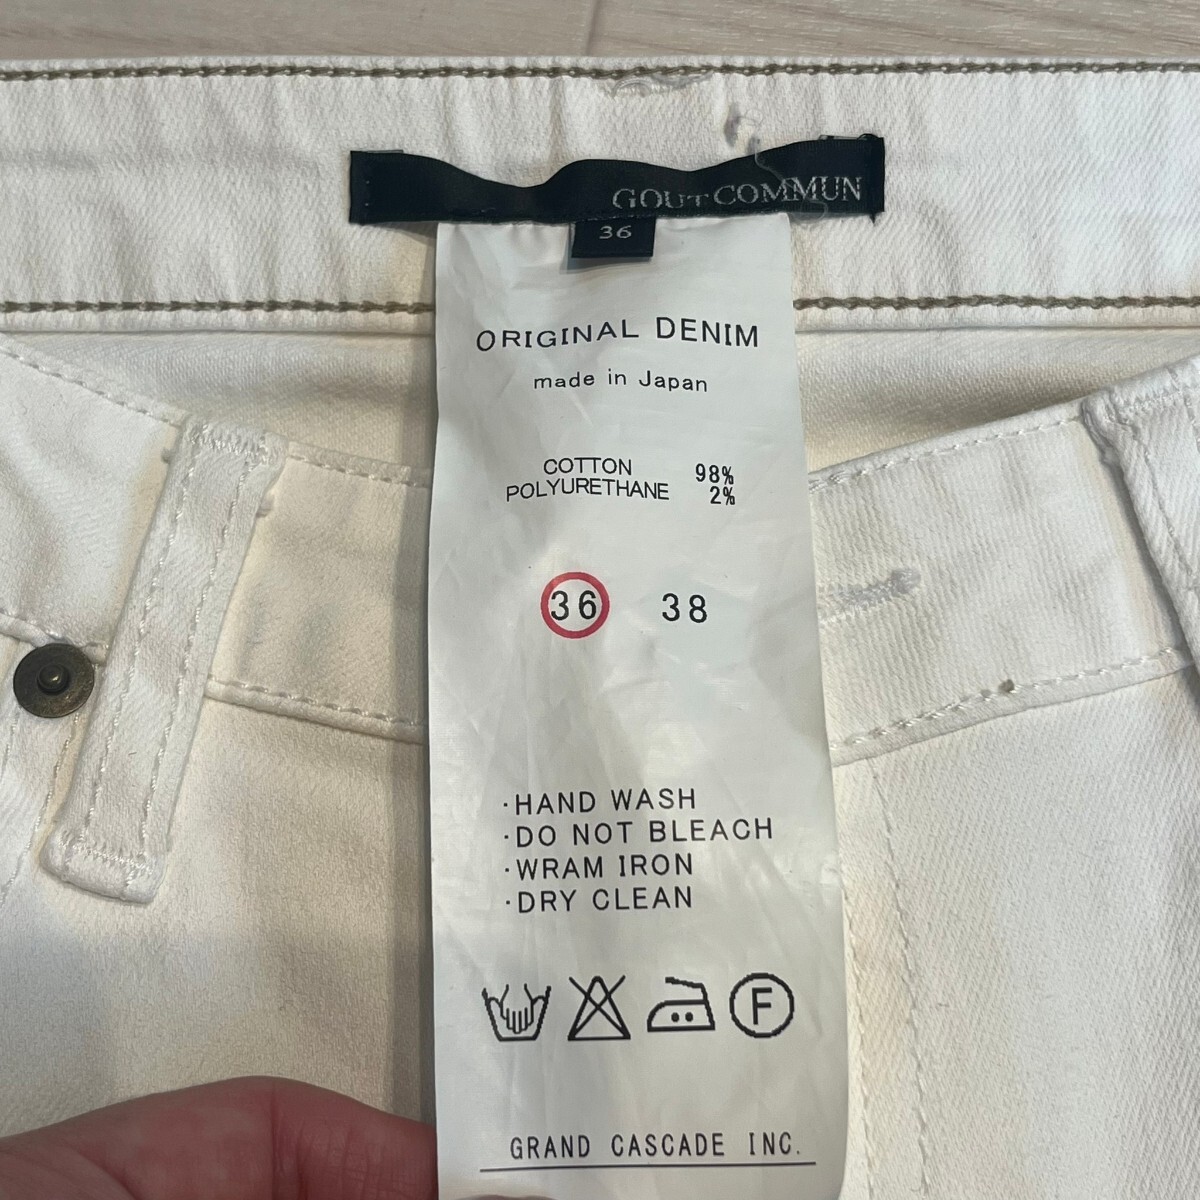 GOUT COMMUN
36
ORIGINAL DENIM
made in Japan
COTTON 98%
POLYURETHANE 2%
36 38
·HAND WASH
·DO NOT BLEACH
·WRAM IRON
·DRY CLEAN
F
GRAND CASCADE INC.